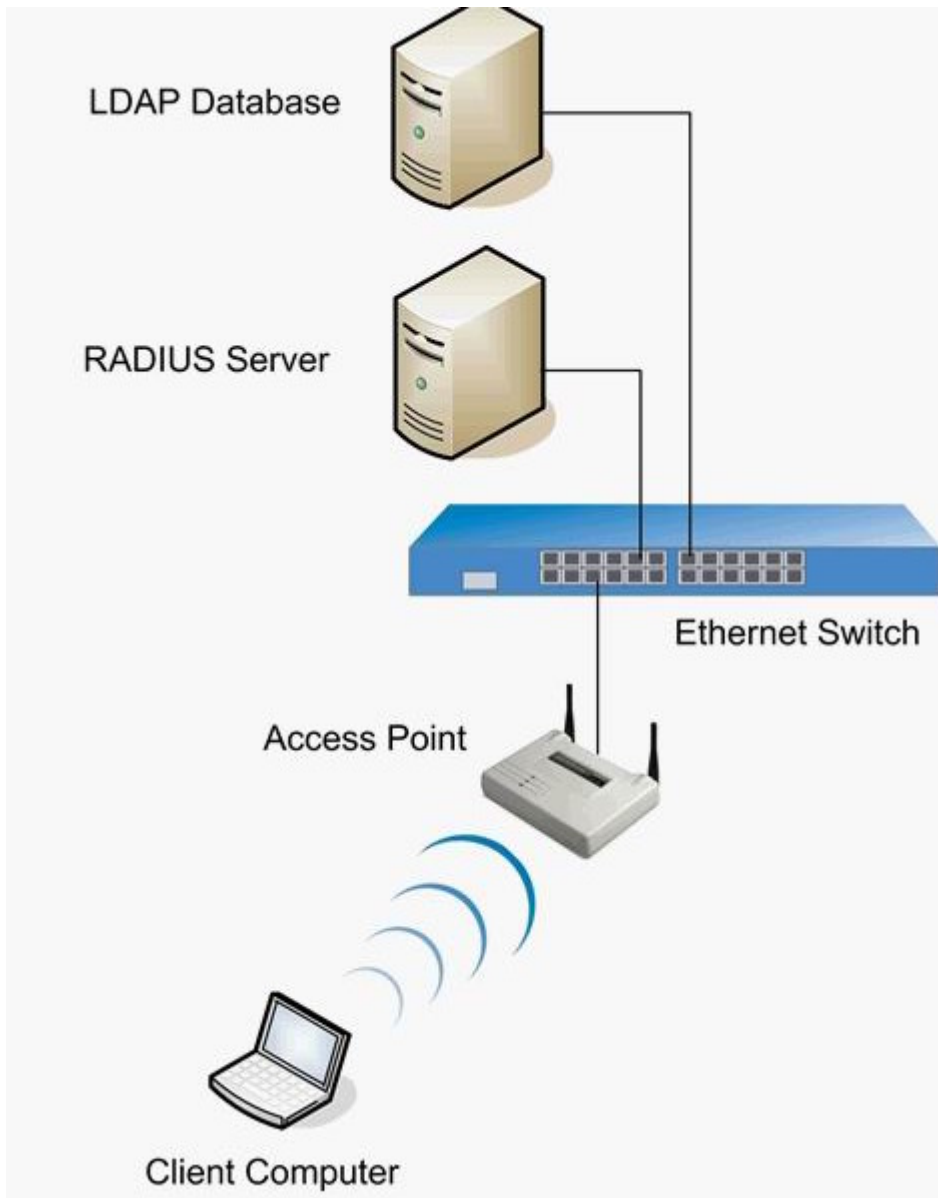 LDAP Database
RADIUS Server
Ethernet Switch
Access Point
Client Computer